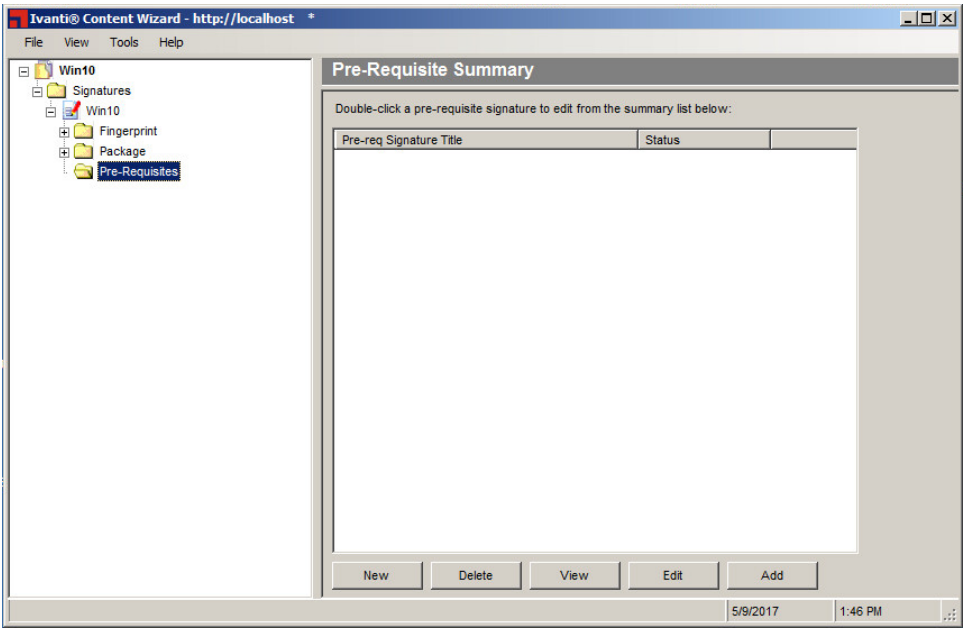 Ivanti® Content Wizard - http://localhost *
File View Tools Help
Win10
Signatures
Win10
Fingerprint
Package
Pre-Requisites
Pre-Requisite Summary
Double-click a pre-requisite signature to edit from the summary list below:
Pre-req Signature Title Status
New Delete View Edit Add
5/9/2017 1:46 PM